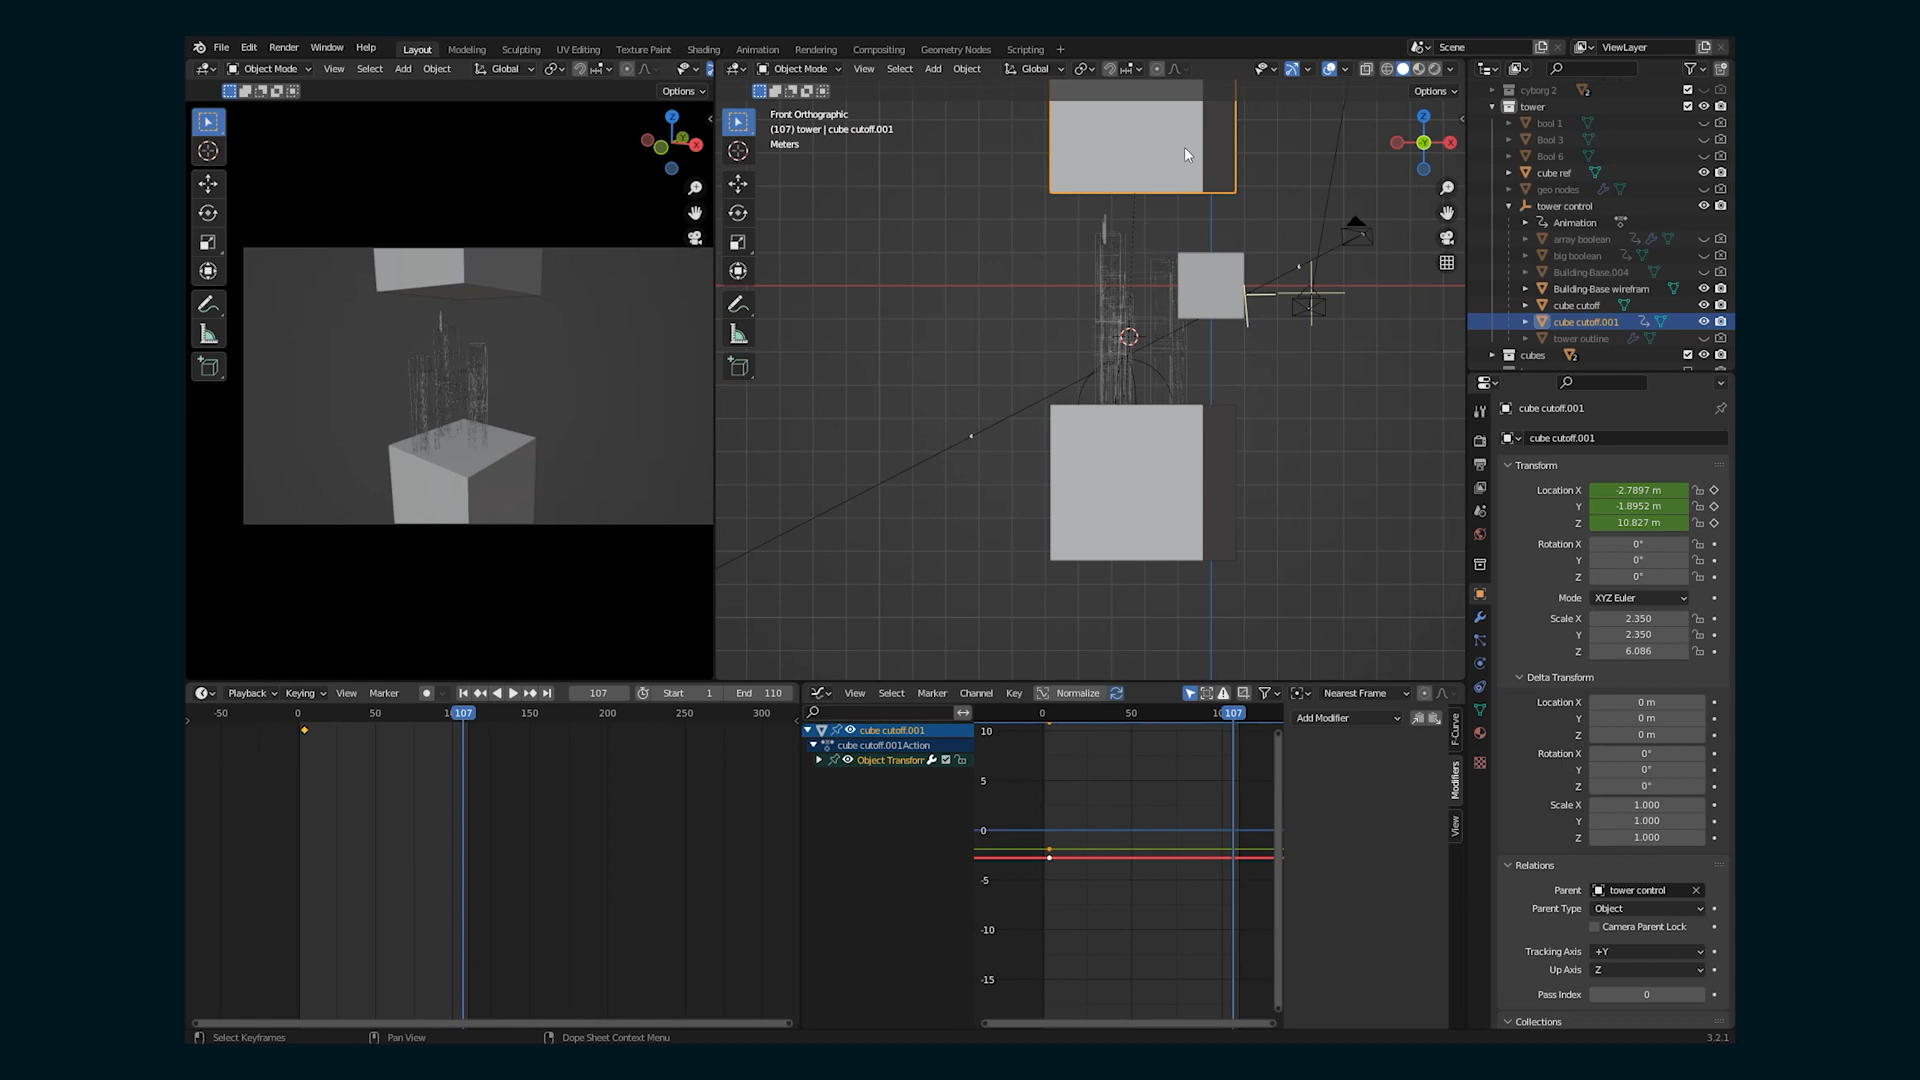 File Edit Render Window Help Layout Modeling Sculpting UV Editing Texture Paint Shading Animation Rendering Compositing Geometry Nodes Scripting + Scene ViewLayer
Object Mode View Select Add Object Global
Object Mode View Select Add Object Global
Options
Options
Z
Y
X
Front Orthographic
(107) tower | cube cutoff.001
Meters
Z
-Y
X
cyborg 2 2
tower
bool 1
Bool 3
Bool 6
cube ref
geo nodes
tower control
Animation
array boolean
big boolean
Building-Base.004
Building-Base wirefram
cube cutoff
cube cutoff.001
tower outline
cubes 2
cube cutoff.001
cube cutoff.001
Transform
Location X -2.7897 m
Y -1.8952 m
Z 10.827 m
Rotation X 0°
Y 0°
Z 0°
Mode XYZ Euler
Scale X 2.350
Y 2.350
Z 6.086
Delta Transform
Location X 0 m
Y 0 m
Z 0 m
Rotation X 0°
Y 0°
Z 0°
Scale X 1.000
Y 1.000
Z 1.000
Relations
Parent tower control
Parent Type Object
Camera Parent Lock
Tracking Axis +Y
Up Axis Z
Pass Index 0
Collections
Playback Keying View Marker 107 Start 1 End 110
-50 0 50 107 150 200 250 300
View Select Marker Channel Key Normalize Nearest Frame
0 50 107
cube cutoff.001
cube cutoff.001Action
Object Transform
10
5
0
-5
-10
-15
Add Modifier
F-Curve
Modifiers
View
Select Keyframes Pan View Dope Sheet Context Menu 3.2.1